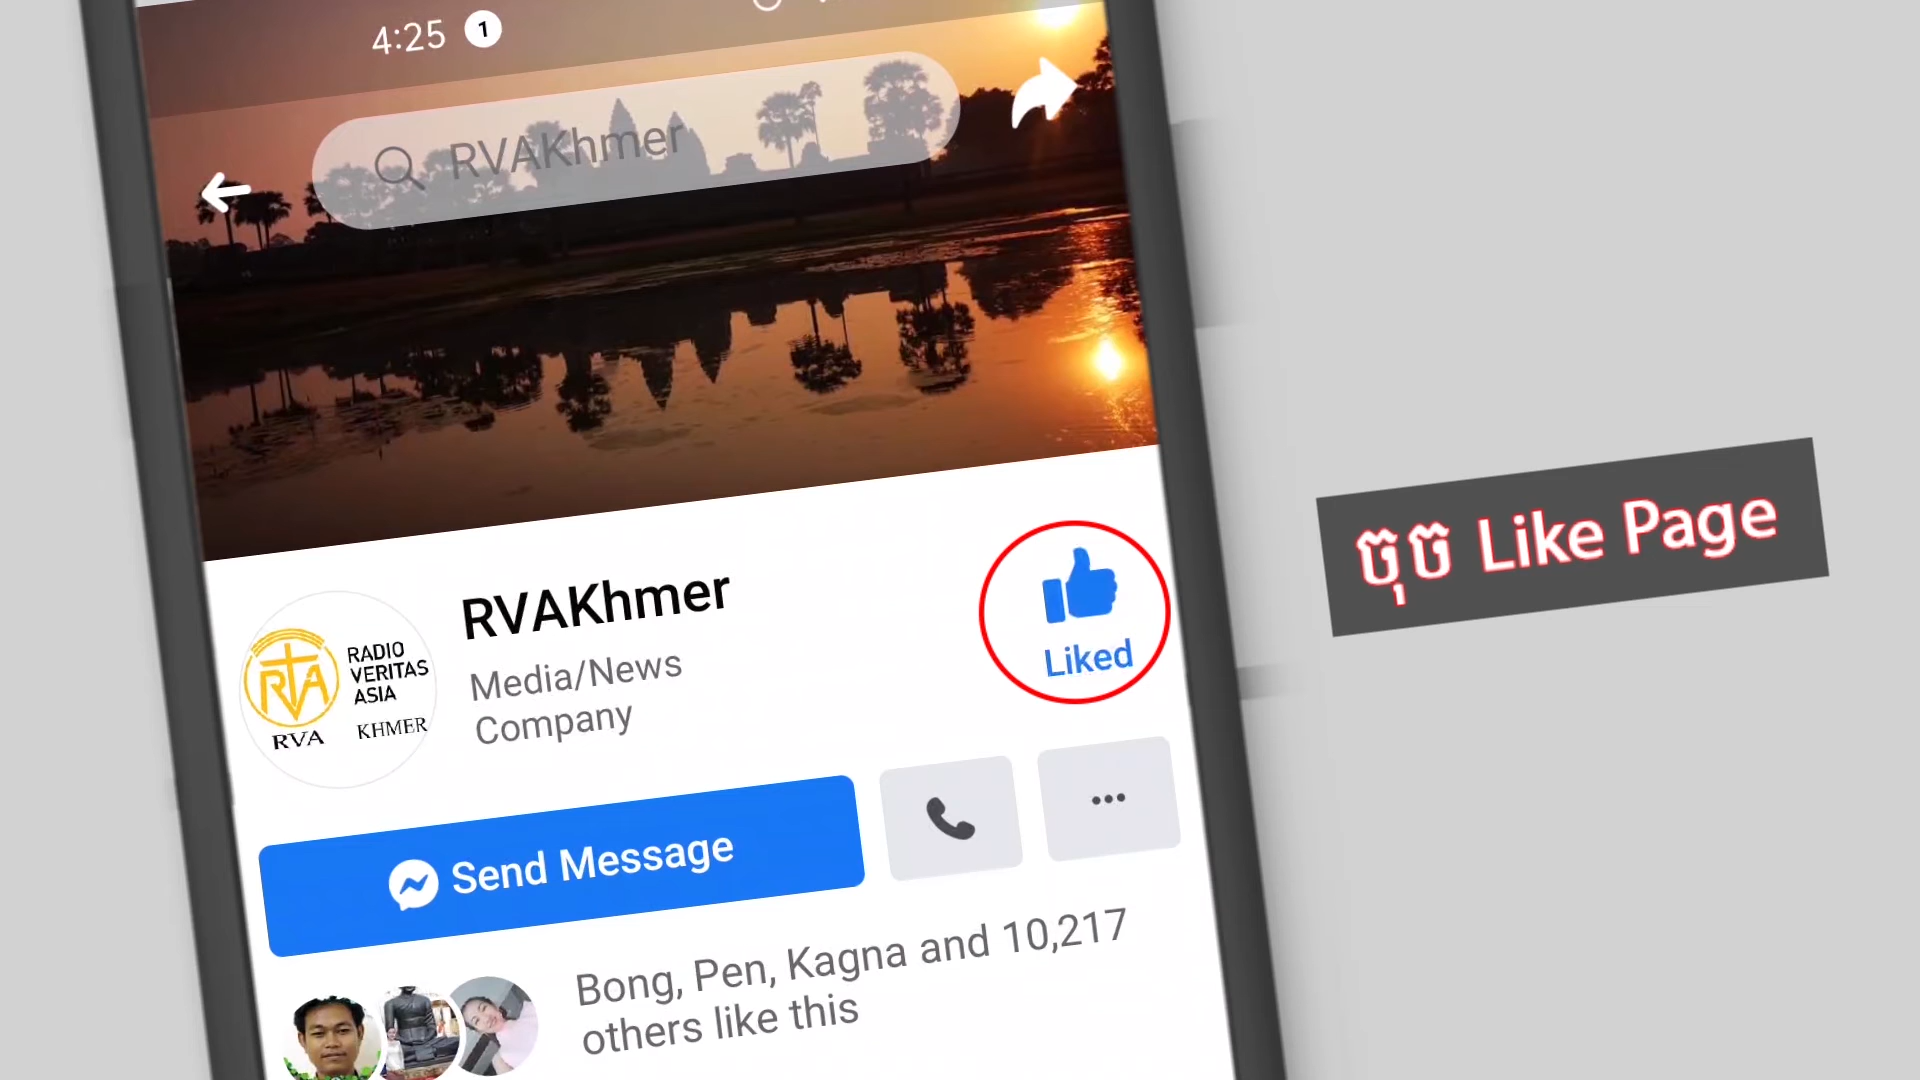 4:25 1
RVAKhmer
RVAKhmer
Media/News
Company
Liked
RADIO
VERITAS
ASIA
RVA KHMER
ចុច Like Page
Send Message
Bong, Pen, Kagna and 10,217
others like this